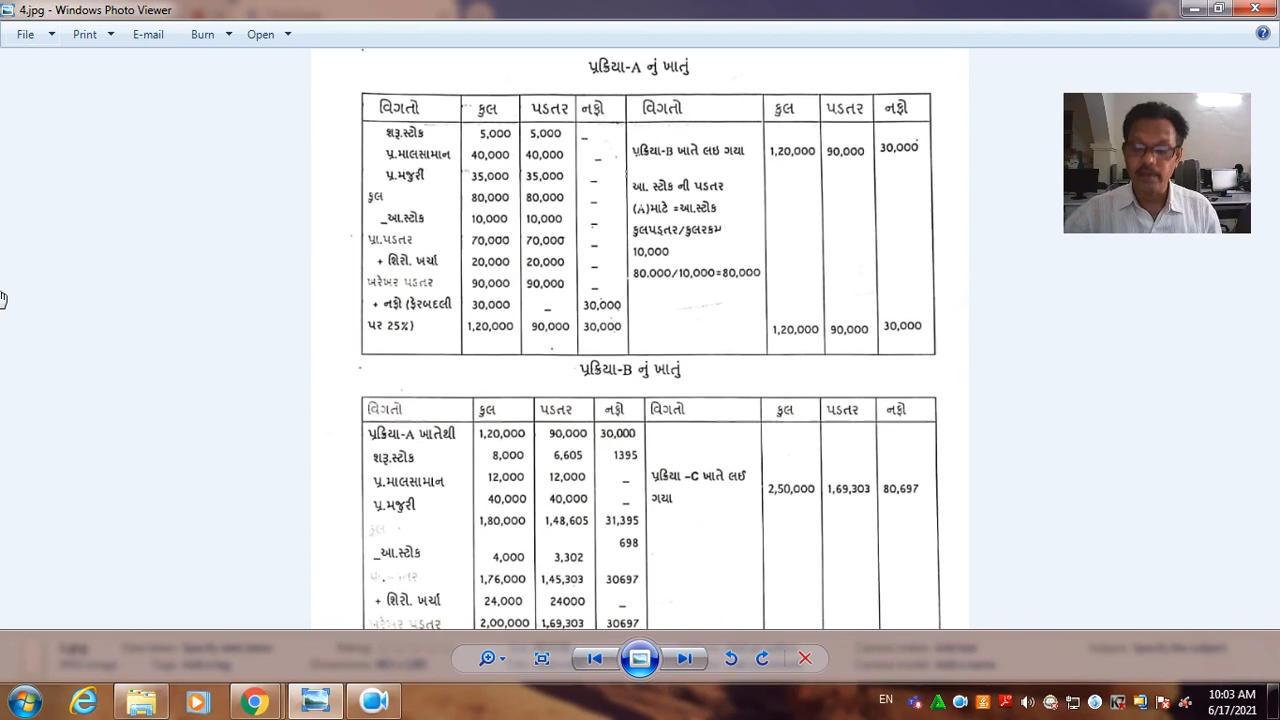 4.jpg - Windows Photo Viewer
File Print E-mail Burn Open
પ્રક્રિયા-A નું ખાતું
વિગતો કુલ પડતર નફો વિગતો કુલ પડતર નફો
શરૂ.સ્ટોક 5,000 5,000 _
પ્ર.માલસામાન 40,000 40,000 _ પ્રક્રિયા-B ખાતે લઇ ગયા 1,20,000 90,000 30,000
પ્ર.મજુરી 35,000 35,000 _ આ. સ્ટોક ની પડતર
કુલ 80,000 80,000 _ (A)માટે =આ.સ્ટોક
_આ.સ્ટોક 10,000 10,000 _ કુલપડતર/કુલરકમ
પ્રા.પડતર 70,000 70,000 _ 10,000
+ શિરો. ખર્ચા 20,000 20,000 _ 80.000/10,000=80,000
ખરેખર પડતર 90,000 90,000 _
+ નફો (ફેરબદલી 30,000 _ 30,000
પર 25%) 1,20,000 90,000 30,000 1,20,000 90,000 30,000
પ્રક્રિયા-B નું ખાતું
વિગતો કુલ પડતર નફો વિગતો કુલ પડતર નફો
પ્રક્રિયા-A ખાતેથી 1,20,000 90,000 30,000
શરૂ.સ્ટોક 8,000 6,605 1395
પ્ર.માલસામાન 12,000 12,000 _ પ્રક્રિયા -C ખાતે લઈ
પ્ર.મજુરી 40,000 40,000 _ ગયા 2,50,000 1,69,303 80,697
કુલ 1,80,000 1,48,605 31,395
698
_આ.સ્ટોક 4,000 3,302
1,76,000 1,45,303 30697
+ શિરો. ખર્ચા 24,000 24000 _
ખરેખર પડતર 2,00,000 1,69,303 30697
EN 10:03 AM
6/17/2021